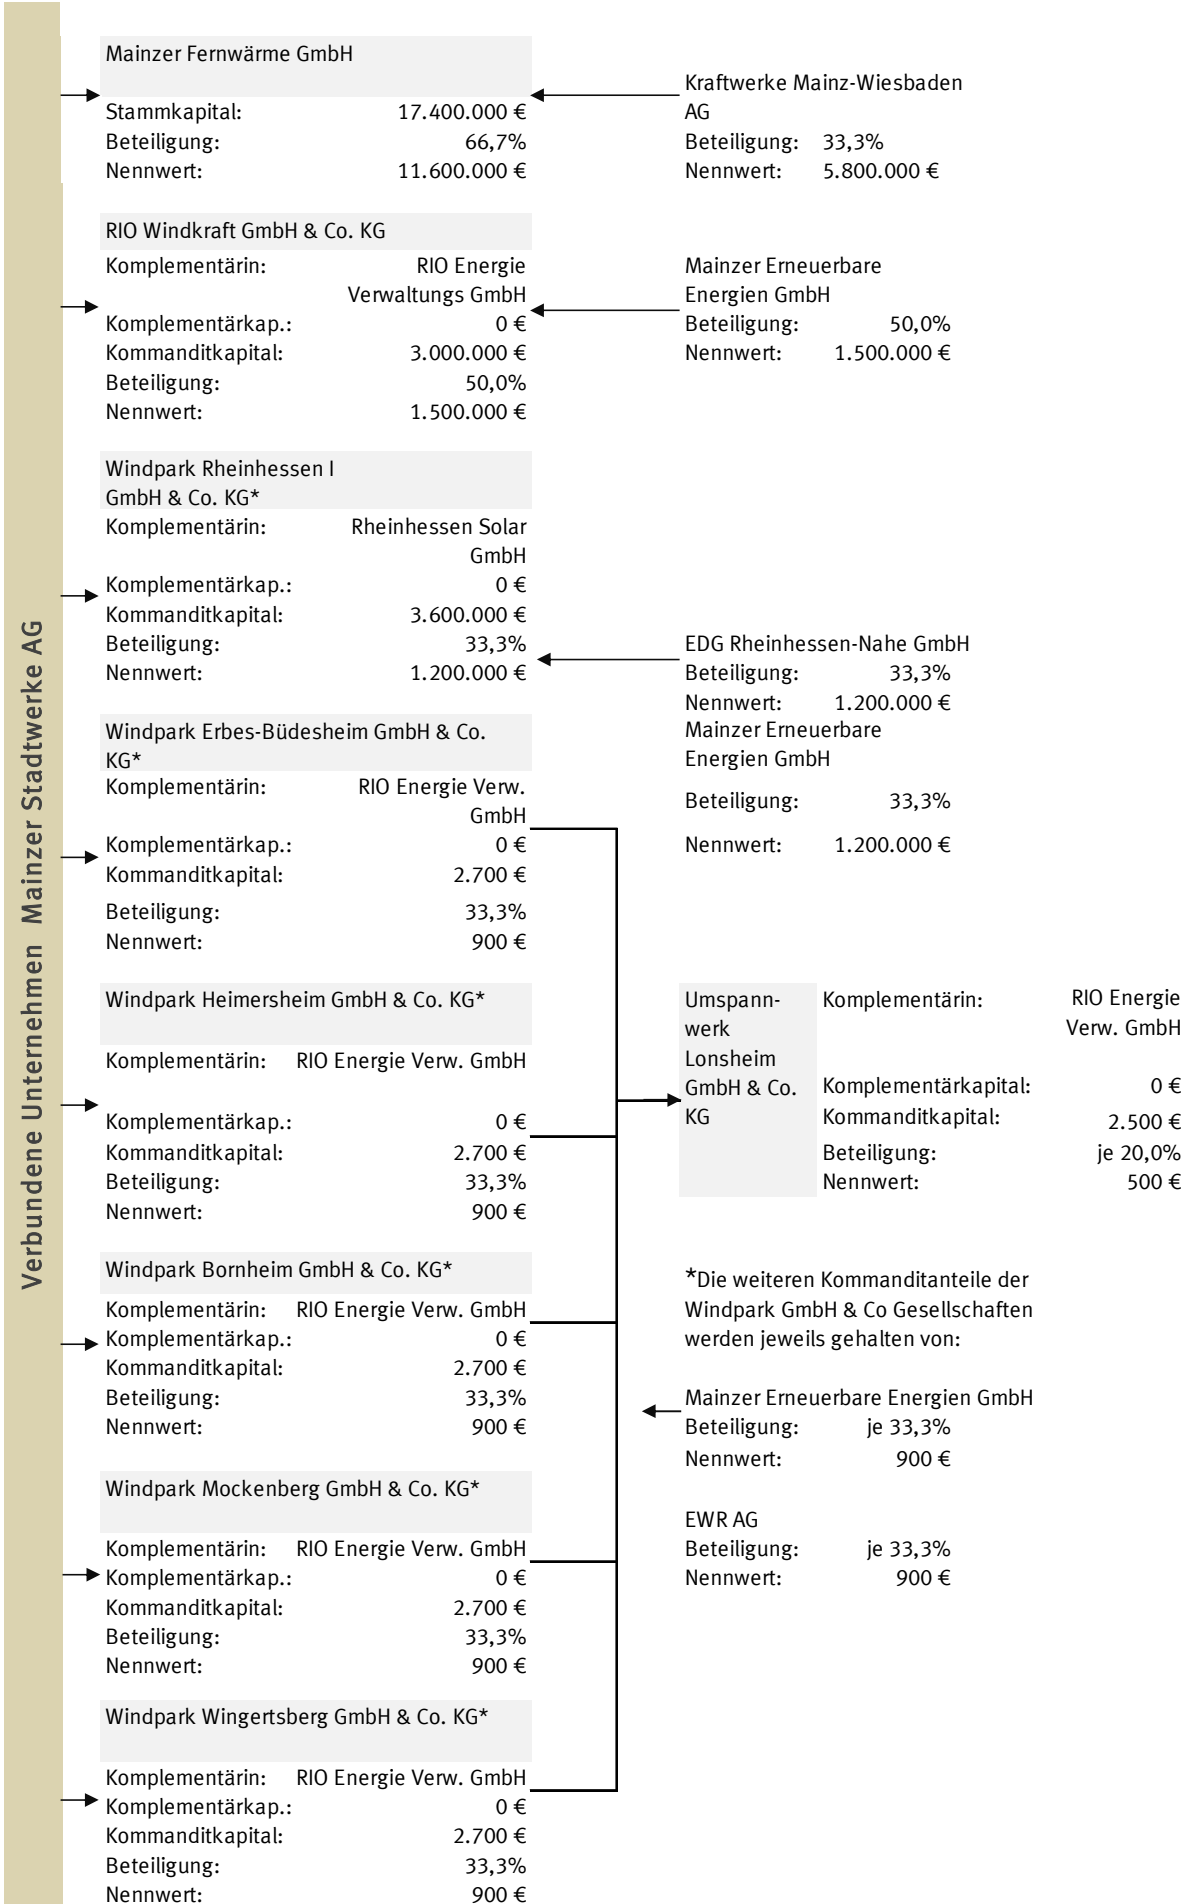 Verbundene Unternehmen Mainzer Stadtwerke AG
Mainzer Fernwärme GmbH
Stammkapital: 17.400.000 €
Beteiligung: 66,7%
Nennwert: 11.600.000 €
Kraftwerke Mainz-Wiesbaden
AG
Beteiligung: 33,3%
Nennwert: 5.800.000 €
RIO Windkraft GmbH & Co. KG
Komplementärin: RIO Energie
Verwaltungs GmbH
Komplementärkap.: 0 €
Kommanditkapital: 3.000.000 €
Beteiligung: 50,0%
Nennwert: 1.500.000 €
Mainzer Erneuerbare
Energien GmbH
Beteiligung: 50,0%
Nennwert: 1.500.000 €
Windpark Rheinhessen I
GmbH & Co. KG*
Komplementärin: Rheinhessen Solar
GmbH
Komplementärkap.: 0 €
Kommanditkapital: 3.600.000 €
Beteiligung: 33,3%
Nennwert: 1.200.000 €
EDG Rheinhessen-Nahe GmbH
Beteiligung: 33,3%
Nennwert: 1.200.000 €
Mainzer Erneuerbare
Energien GmbH
Beteiligung: 33,3%
Nennwert: 1.200.000 €
Windpark Erbes-Büdesheim GmbH & Co.
KG*
Komplementärin: RIO Energie Verw.
GmbH
Komplementärkap.: 0 €
Kommanditkapital: 2.700 €
Beteiligung: 33,3%
Nennwert: 900 €
Windpark Heimersheim GmbH & Co. KG*
Komplementärin: RIO Energie Verw. GmbH
Komplementärkap.: 0 €
Kommanditkapital: 2.700 €
Beteiligung: 33,3%
Nennwert: 900 €
Umspann-
werk
Lonsheim
GmbH & Co.
KG
Komplementärin: RIO Energie
Verw. GmbH
Komplementärkapital: 0 €
Kommanditkapital: 2.500 €
Beteiligung: je 20,0%
Nennwert: 500 €
Windpark Bornheim GmbH & Co. KG*
Komplementärin: RIO Energie Verw. GmbH
Komplementärkap.: 0 €
Kommanditkapital: 2.700 €
Beteiligung: 33,3%
Nennwert: 900 €
*Die weiteren Kommanditanteile der
Windpark GmbH & Co Gesellschaften
werden jeweils gehalten von:
Mainzer Erneuerbare Energien GmbH
Beteiligung: je 33,3%
Nennwert: 900 €
EWR AG
Beteiligung: je 33,3%
Nennwert: 900 €
Windpark Mockenberg GmbH & Co. KG*
Komplementärin: RIO Energie Verw. GmbH
Komplementärkap.: 0 €
Kommanditkapital: 2.700 €
Beteiligung: 33,3%
Nennwert: 900 €
Windpark Wingertsberg GmbH & Co. KG*
Komplementärin: RIO Energie Verw. GmbH
Komplementärkap.: 0 €
Kommanditkapital: 2.700 €
Beteiligung: 33,3%
Nennwert: 900 €